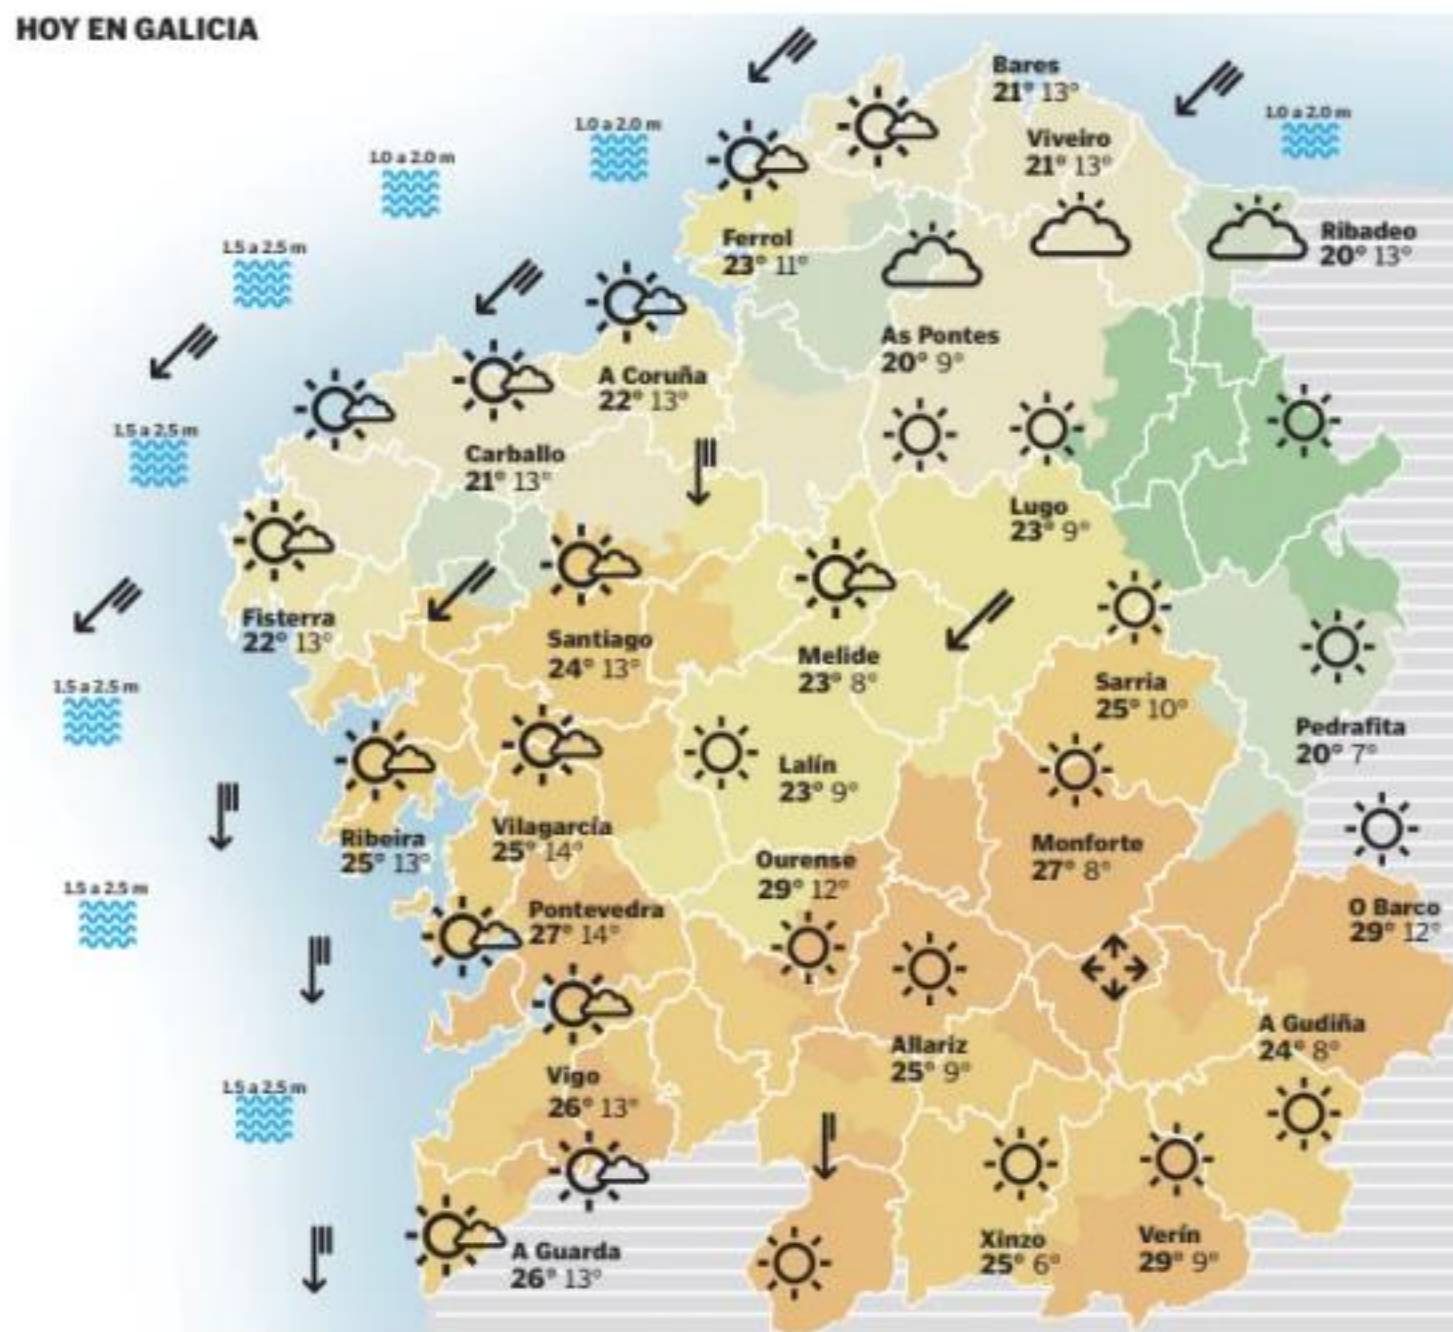 HOY EN GALICIA
Bares
21° 13°
1.0 a 2.0 m
1.0 a 2.0 m
Viveiro
21° 13°
1.0 a 2.0 m
Ferrol
23° 11°
Ribadeo
20° 13°
1.5 a 2.5 m
As Pontes
20° 9°
A Coruña
22° 13°
1.5 a 2.5 m
Carballo
21° 13°
Lugo
23° 9°
Fisterra
22° 13°
Santiago
24° 13°
Melide
23° 8°
1.5 a 2.5 m
Sarria
25° 10°
Pedrafita
20° 7°
Lalín
23° 9°
Ribeira
25° 13°
Vilagarcía
25° 14°
Monforte
27° 8°
Ourense
29° 12°
1.5 a 2.5 m
Pontevedra
27° 14°
O Barco
29° 12°
A Gudiña
24° 8°
Allariz
25° 9°
1.5 a 2.5 m
Vigo
26° 13°
A Guarda
26° 13°
Xinzo
25° 6°
Verín
29° 9°